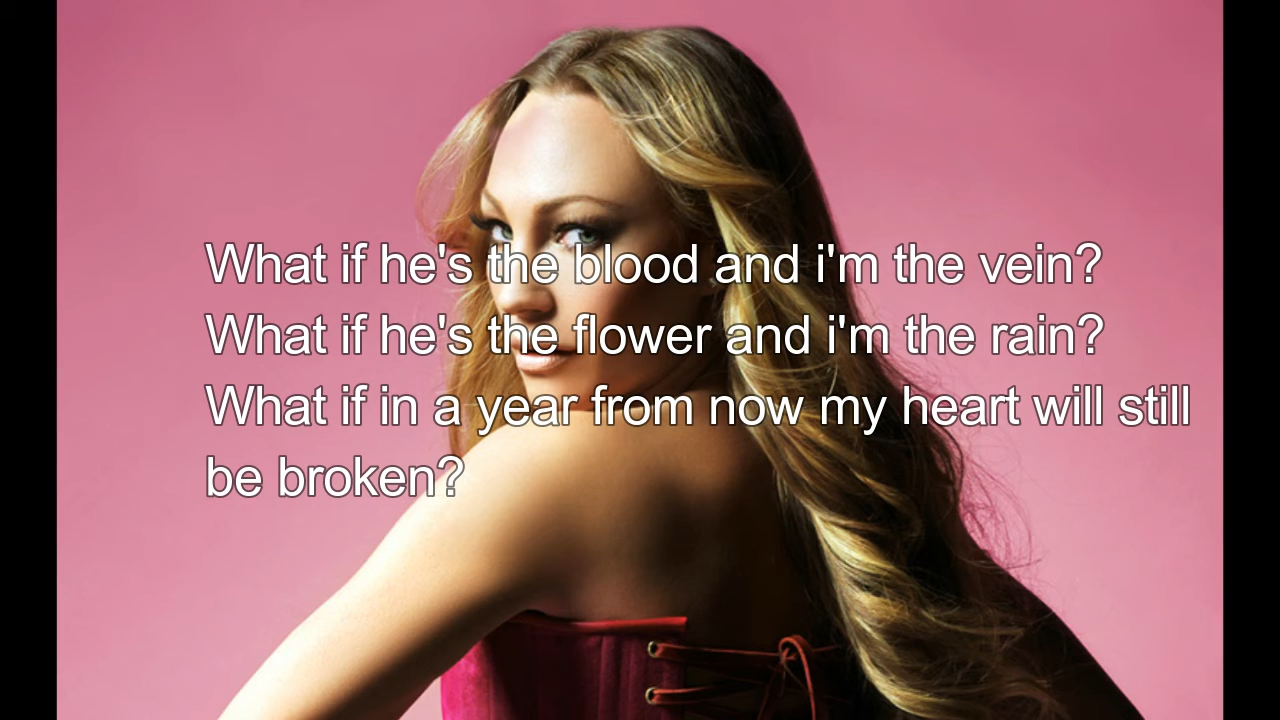 What if he's the blood and i'm the vein?
What if he's the flower and i'm the rain?
What if in a year from now my heart will still
be broken?